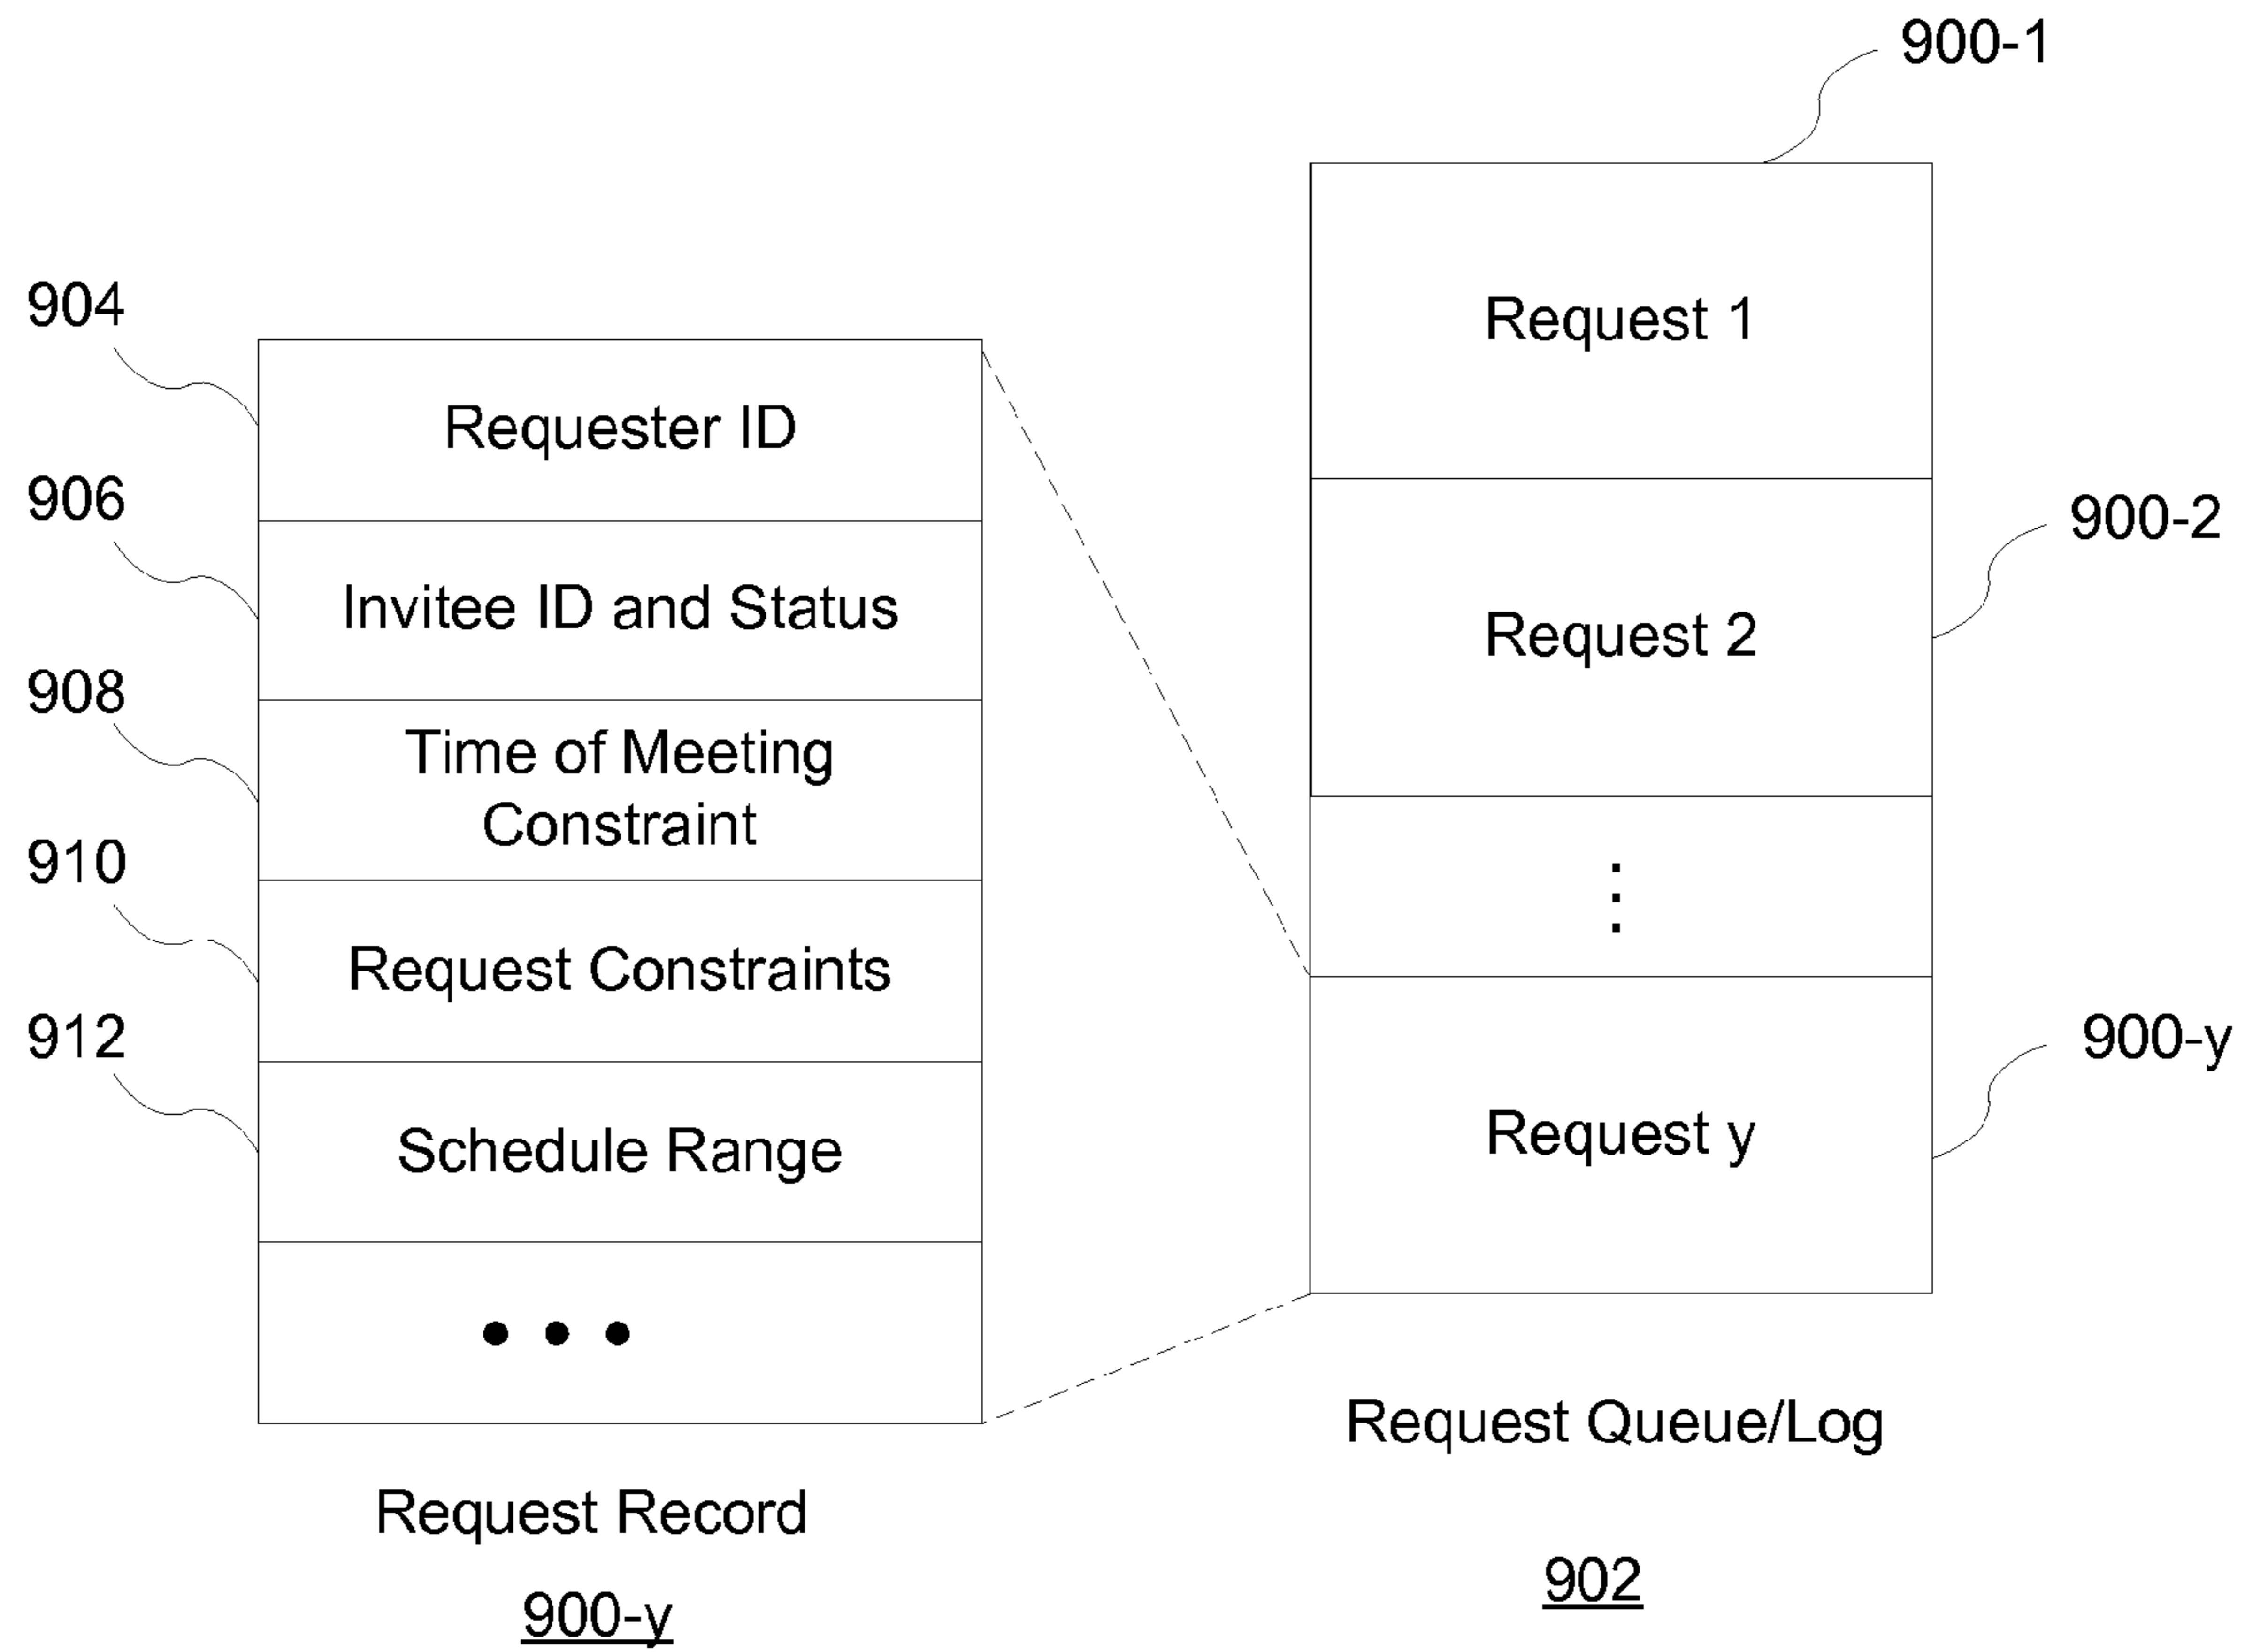 900-1
Request 1
904
Requester ID
906
Invitee ID and Status
900-2
Request 2
908
Time of Meeting
Constraint
910
Request Constraints
912
Schedule Range
900-y
Request y
Request Queue/Log
902
Request Record
900-y